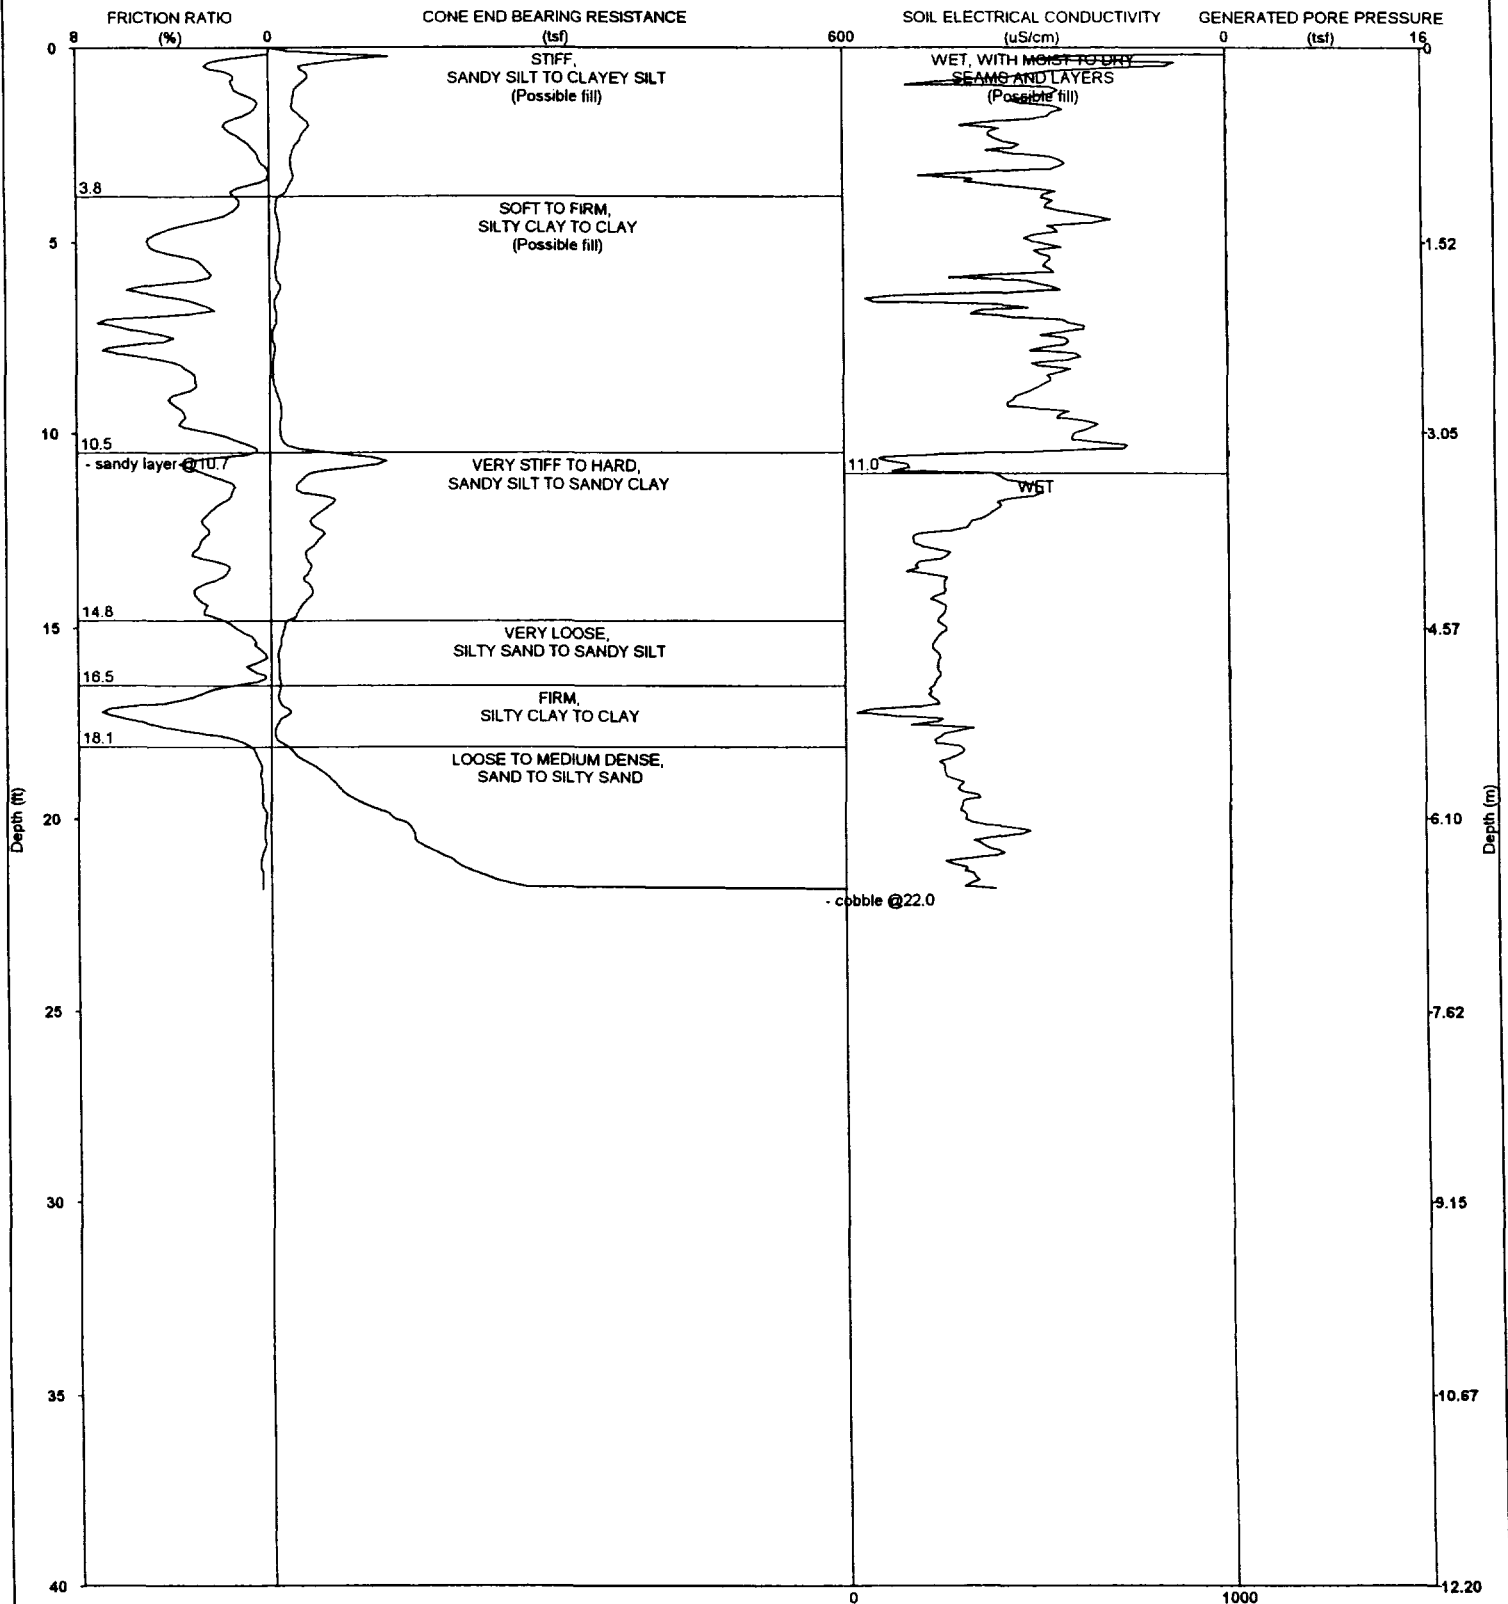 FRICTION RATIO
(%)
CONE END BEARING RESISTANCE
(tsf)
SOIL ELECTRICAL CONDUCTIVITY
(uS/cm)
GENERATED PORE PRESSURE
(tsf)
8
0
600
0
16
0
0
STIFF,
SANDY SILT TO CLAYEY SILT
(Possible fill)
WET, WITH MOIST TO DRY
SEAMS AND LAYERS
(Possible fill)
3.8
SOFT TO FIRM,
SILTY CLAY TO CLAY
(Possible fill)
5
1.52
10
3.05
10.5
- sandy layer @10.7
VERY STIFF TO HARD,
SANDY SILT TO SANDY CLAY
11.0
WET
14.8
15
4.57
VERY LOOSE,
SILTY SAND TO SANDY SILT
16.5
FIRM,
SILTY CLAY TO CLAY
18.1
LOOSE TO MEDIUM DENSE,
SAND TO SILTY SAND
Depth (ft)
20
6.10
Depth (m)
- cobble @22.0
25
7.62
30
9.15
35
10.67
40
12.20
0
1000